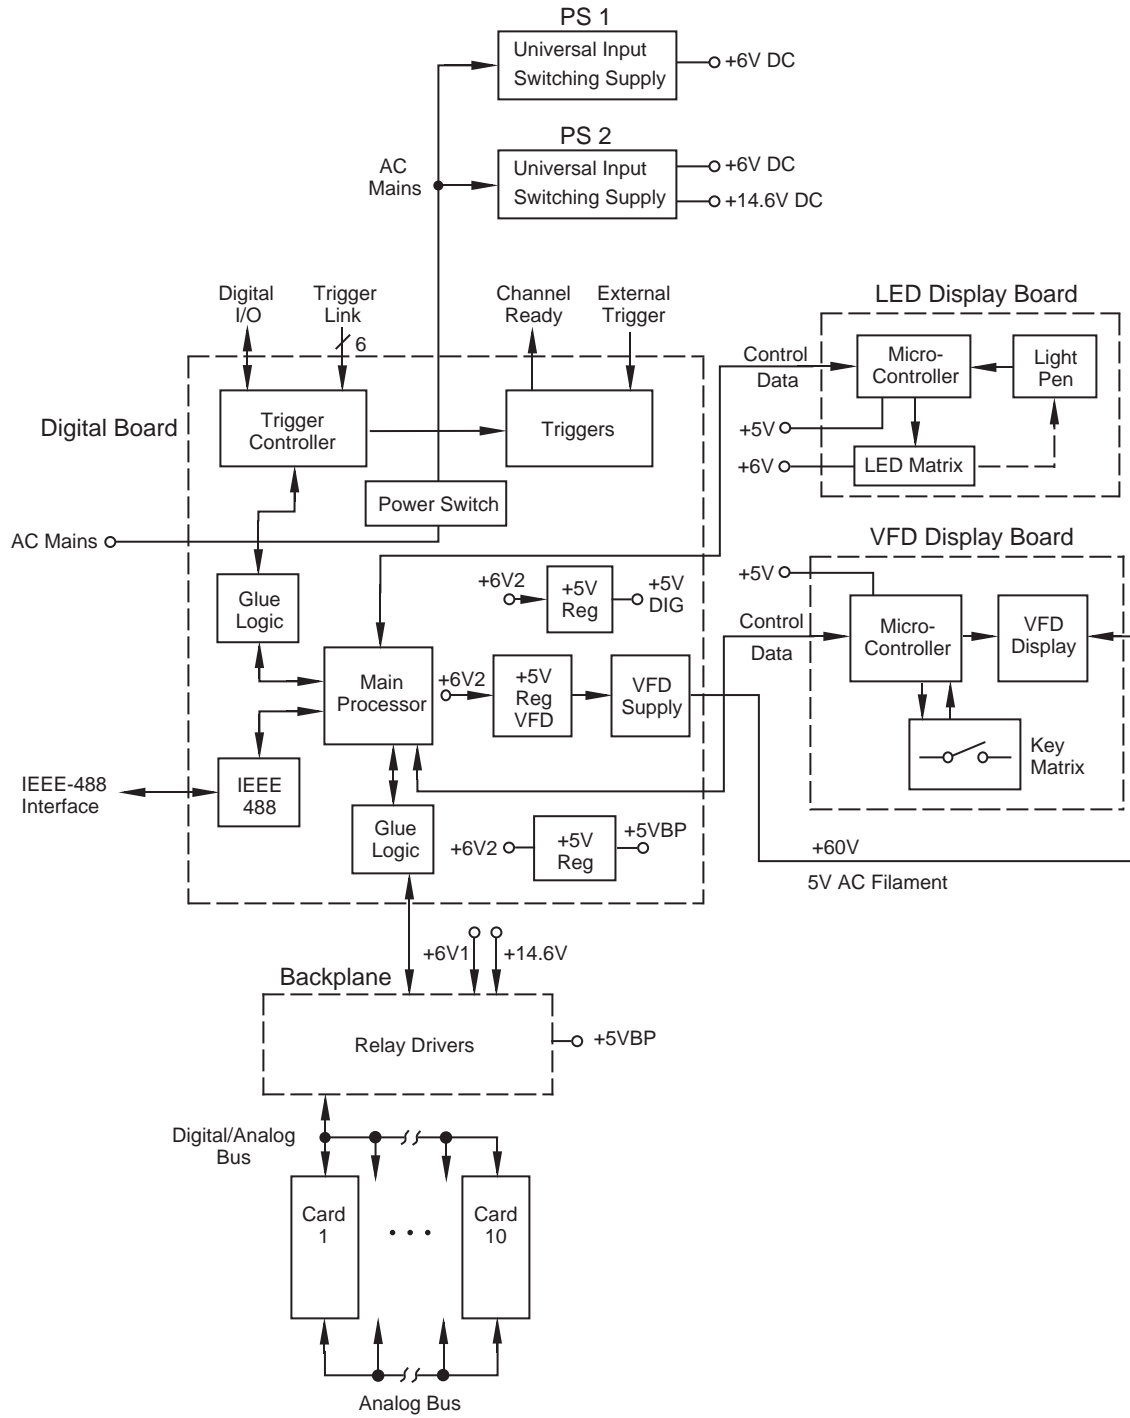 PS 1
Universal Input
Switching Supply
+6V DC
PS 2
AC
Mains
Universal Input
Switching Supply
+6V DC
+14.6V DC
Digital
I/O
Trigger
Link
6
Channel
Ready
External
Trigger
LED Display Board
Control
Data
Micro-
Controller
Light
Pen
+5V
+6V
LED Matrix
Digital Board
Trigger
Controller
Triggers
Power Switch
AC Mains
VFD Display Board
+5V
Control
Data
Micro-
Controller
VFD
Display
Key
Matrix
Glue
Logic
+6V2
+5V
Reg
+5V
DIG
Main
Processor
+6V2
+5V
Reg
VFD
VFD
Supply
IEEE-488
Interface
IEEE
488
Glue
Logic
+6V2
+5V
Reg
+5VBP
+60V
5V AC Filament
+6V1
+14.6V
Backplane
Relay Drivers
+5VBP
Digital/Analog
Bus
Card
1
Card
10
Analog Bus